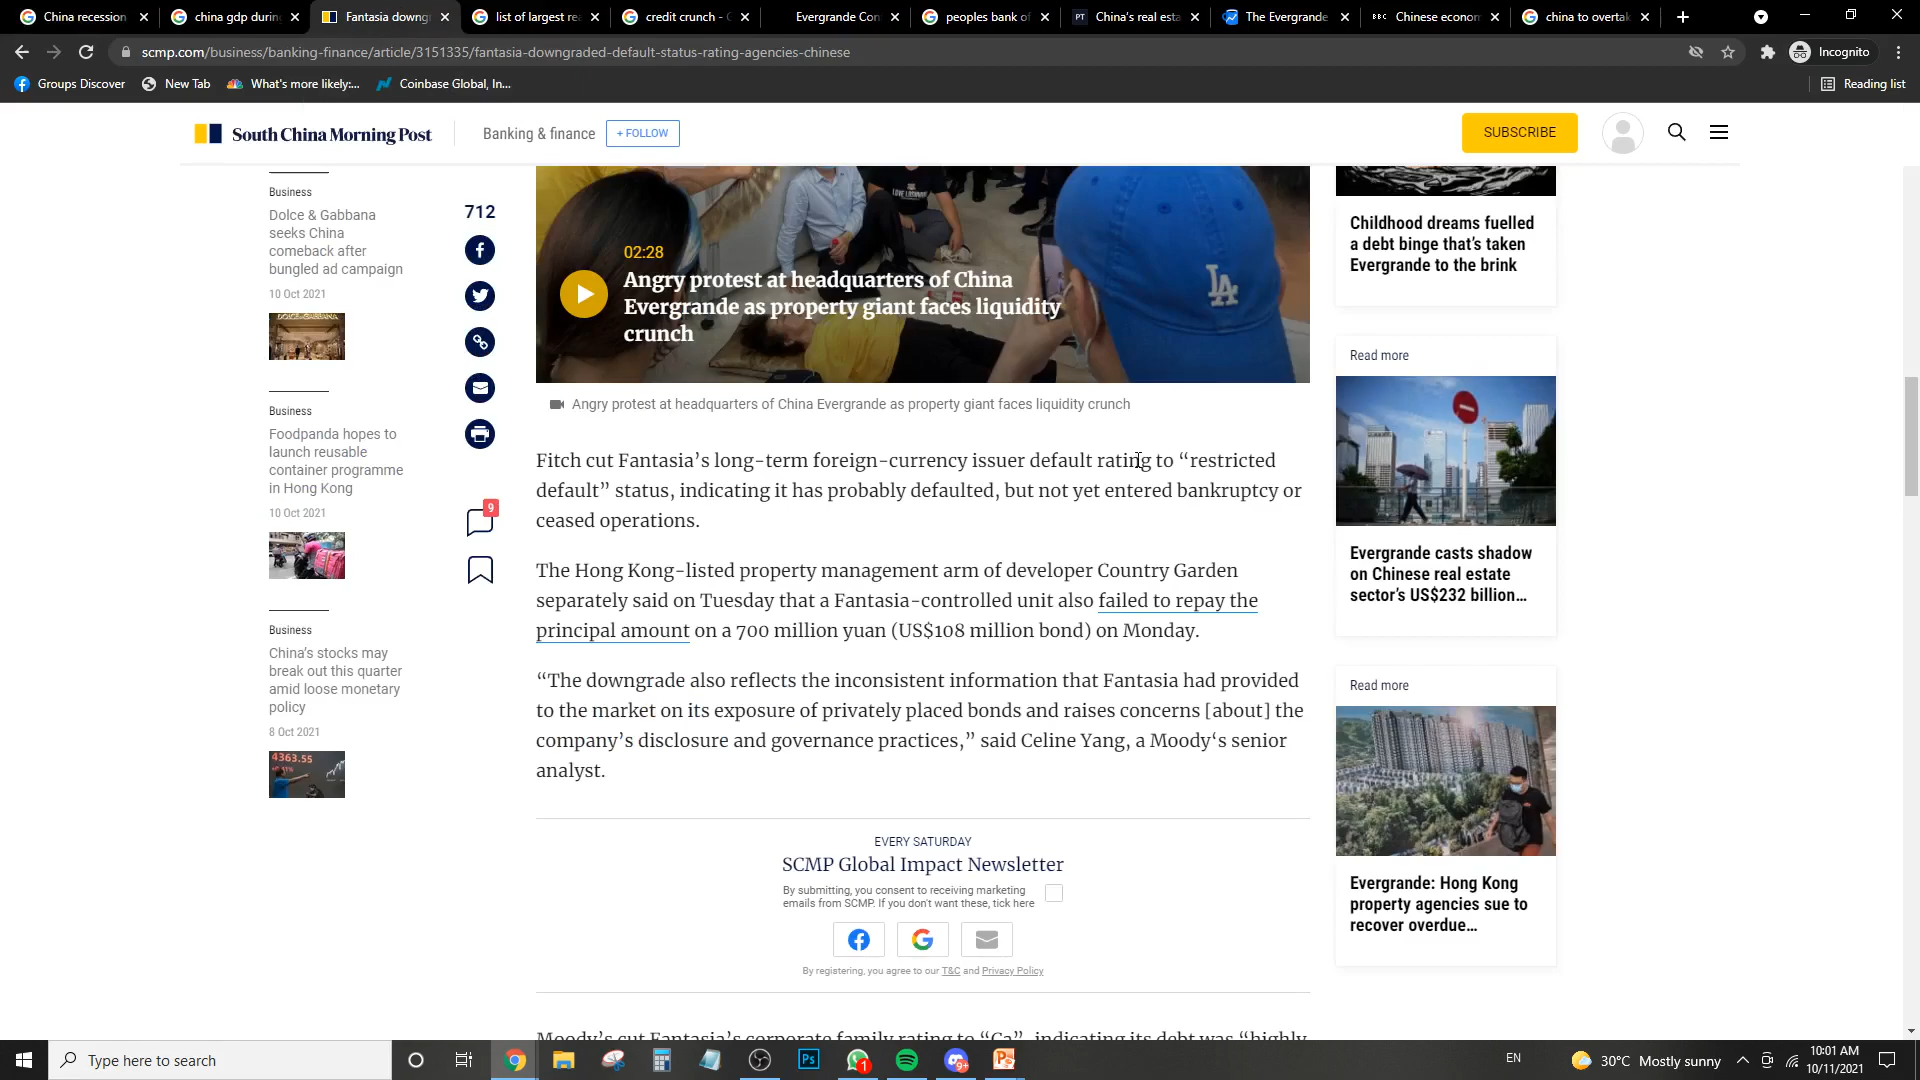 China recession
china gdp durin
Fantasia downg
list of largest re
credit crunch -
Evergrande Con
peoples bank of
China's real esta
The Evergrande
Chinese econom
china to overtak
scmp.com/business/banking-finance/article/3151335/fantasia-downgraded-default-status-rating-agencies-chinese
Incognito
Groups Discover
New Tab
What's more likely:...
Coinbase Global, In...
Reading list
South China Morning Post
Banking & finance
+ FOLLOW
SUBSCRIBE
Business
Dolce & Gabbana
seeks China
comeback after
bungled ad campaign
10 Oct 2021
Business
Foodpanda hopes to
launch reusable
container programme
in Hong Kong
10 Oct 2021
Business
China's stocks may
break out this quarter
amid loose monetary
policy
8 Oct 2021
4363.55
712
9
02:28
Angry protest at headquarters of China
Evergrande as property giant faces liquidity
crunch
LA
Angry protest at headquarters of China Evergrande as property giant faces liquidity crunch
Fitch cut Fantasia’s long-term foreign-currency issuer default rating to “restricted
default” status, indicating it has probably defaulted, but not yet entered bankruptcy or
ceased operations.
The Hong Kong-listed property management arm of developer Country Garden
separately said on Tuesday that a Fantasia-controlled unit also failed to repay the
principal amount on a 700 million yuan (US$108 million bond) on Monday.
“The downgrade also reflects the inconsistent information that Fantasia had provided
to the market on its exposure of privately placed bonds and raises concerns [about] the
company’s disclosure and governance practices,” said Celine Yang, a Moody‘s senior
analyst.
EVERY SATURDAY
SCMP Global Impact Newsletter
By submitting, you consent to receiving marketing
emails from SCMP. If you don't want these, tick here
By registering, you agree to our T&C and Privacy Policy
Moody’s cut Fantasia’s corporate family rating to “Ca”, indicating its debt was “highly
Childhood dreams fuelled
a debt binge that’s taken
Evergrande to the brink
Read more
Evergrande casts shadow
on Chinese real estate
sector’s US$232 billion...
Read more
Evergrande: Hong Kong
property agencies sue to
recover overdue...
Type here to search
EN
30°C Mostly sunny
10:01 AM
10/11/2021